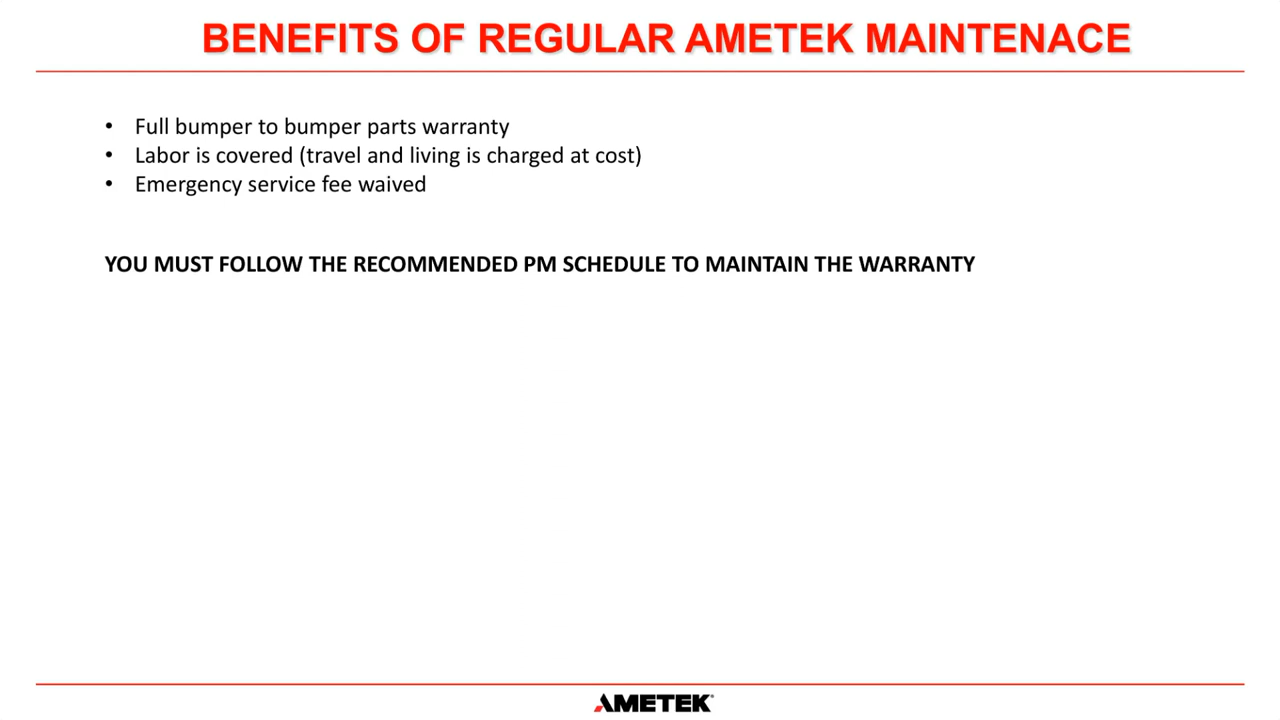 BENEFITS OF REGULAR AMETEK MAINTENACE
• Full bumper to bumper parts warranty
• Labor is covered (travel and living is charged at cost)
• Emergency service fee waived
YOU MUST FOLLOW THE RECOMMENDED PM SCHEDULE TO MAINTAIN THE WARRANTY
AMETEK®